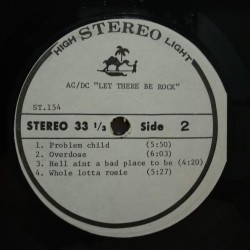 HIGH STEREO LIGHT
AC/DC "LET THERE BE ROCK"
ST.154
STEREO 33 1/3 Side 2
1. Problem child (5:50)
2. Overdose (6:03)
3. Hell aint a bad place to be (4:20)
4. Whole lotta rosie (5:27)